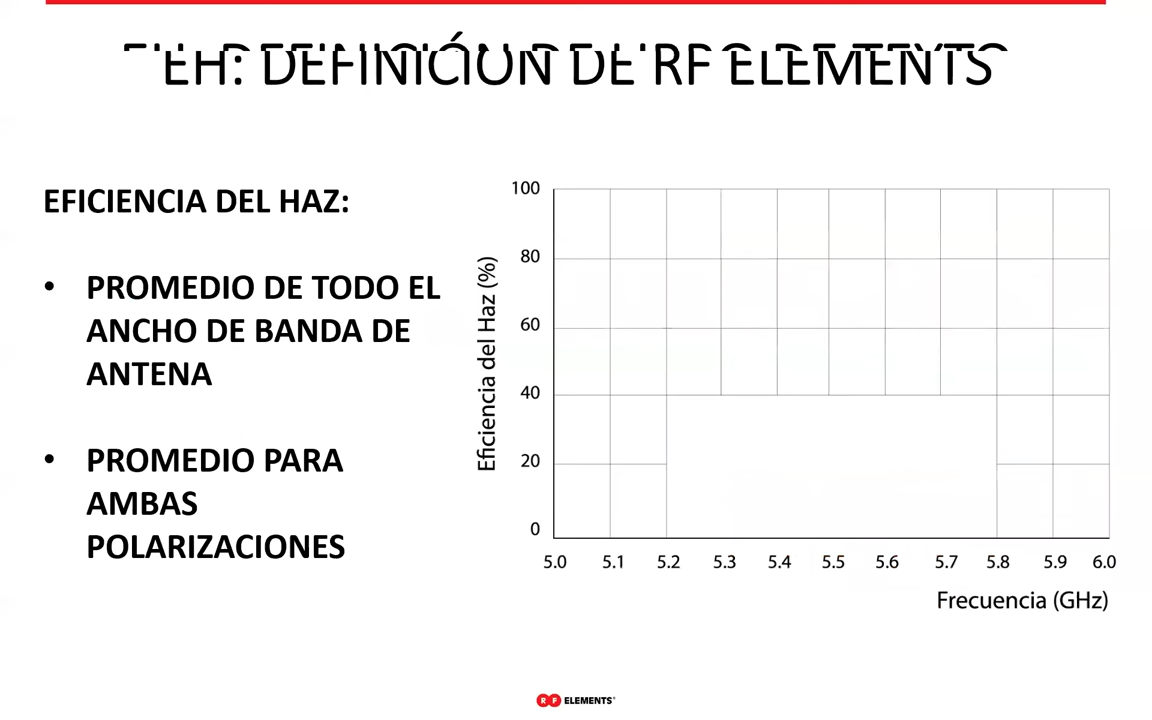 EH: DEFINICIÓN DE RF ELEMENTS
EFICIENCIA DEL HAZ:
• PROMEDIO DE TODO EL
ANCHO DE BANDA DE
ANTENA
• PROMEDIO PARA
AMBAS
POLARIZACIONES
Eficiencia del Haz (%)
100
80
60
40
20
0
5.0 5.1 5.2 5.3 5.4 5.5 5.6 5.7 5.8 5.9 6.0
Frecuencia (GHz)
RF ELEMENTS